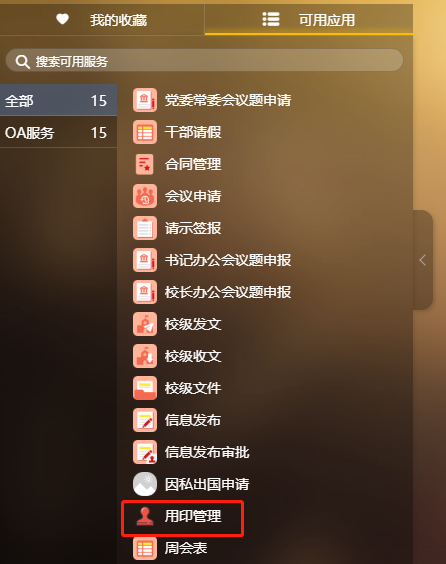 我的收藏
可用应用
搜索可用服务
全部 15
OA服务 15
党委常委会议题申请
干部请假
合同管理
会议申请
请示签报
书记办公会议题申报
校长办公会议题申报
校级发文
校级收文
校级文件
信息发布
信息发布审批
因私出国申请
用印管理
周会表